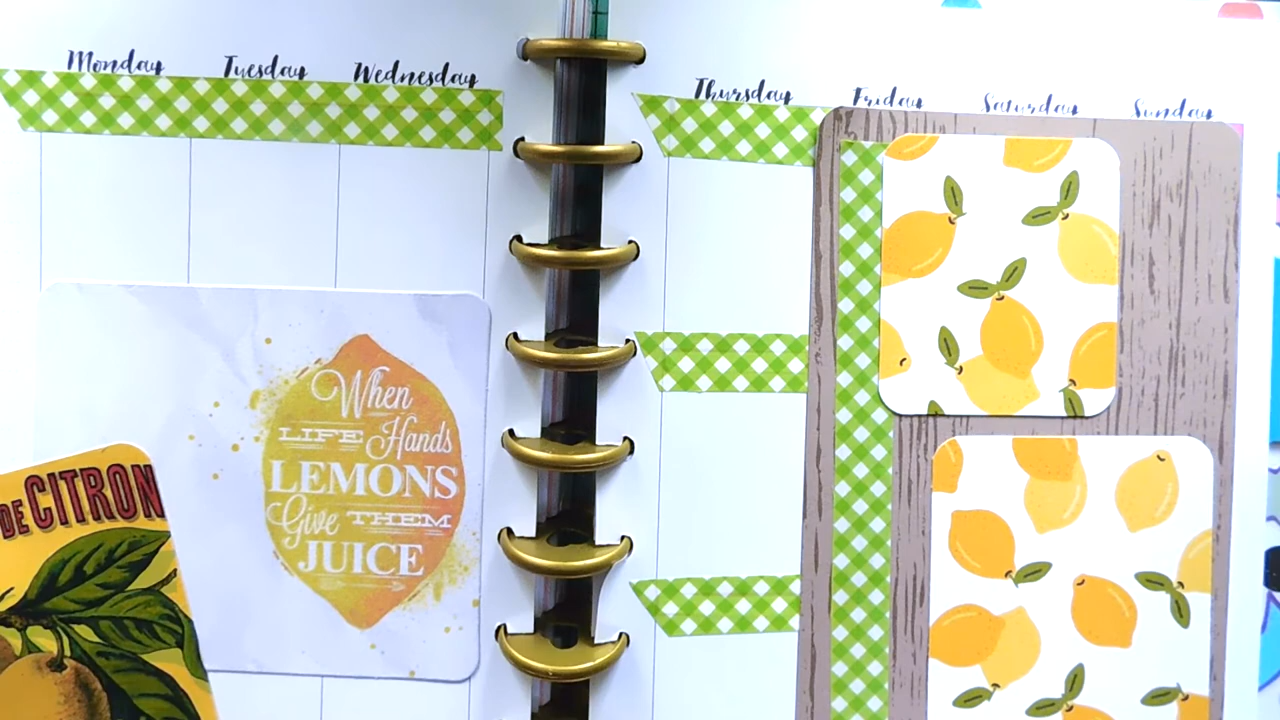 Monday Tuesday Wednesday Thursday Friday Saturday Sunday
When
LIFE Hands
LEMONS
Give THEM
JUICE
DE CITRON